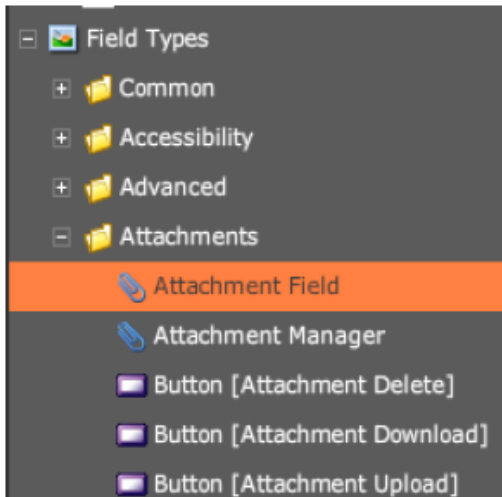 Field Types
Common
Accessibility
Advanced
Attachments
Attachment Field
Attachment Manager
Button [Attachment Delete]
Button [Attachment Download]
Button [Attachment Upload]